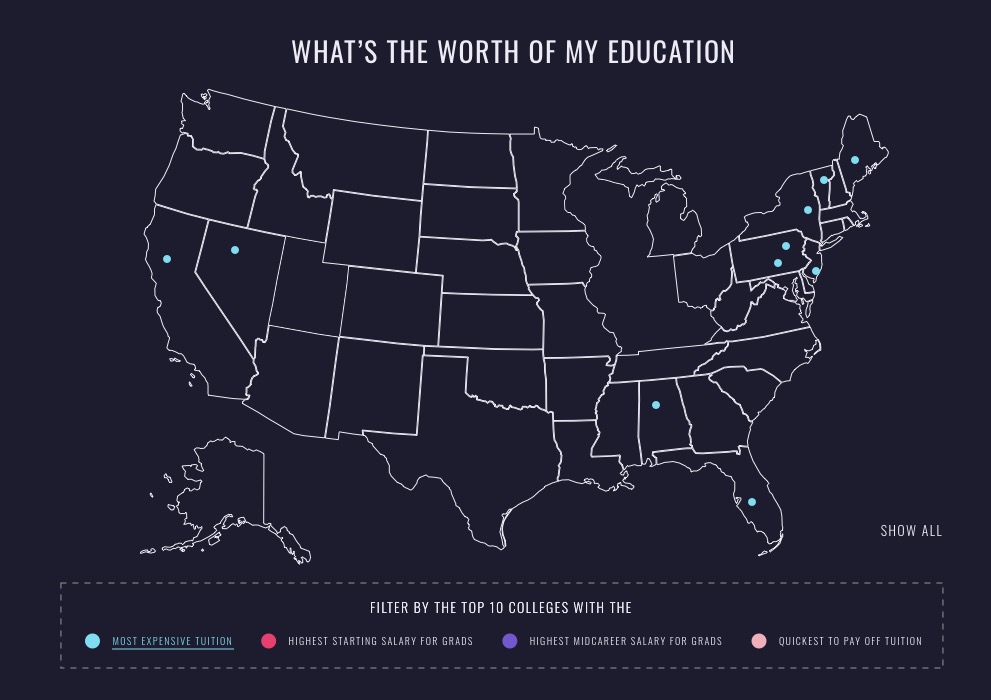 WHAT’S THE WORTH OF MY EDUCATION
SHOW ALL
FILTER BY THE TOP 10 COLLEGES WITH THE
MOST EXPENSIVE TUITION
HIGHEST STARTING SALARY FOR GRADS
HIGHEST MIDCAREER SALARY FOR GRADS
QUICKEST TO PAY OFF TUITION